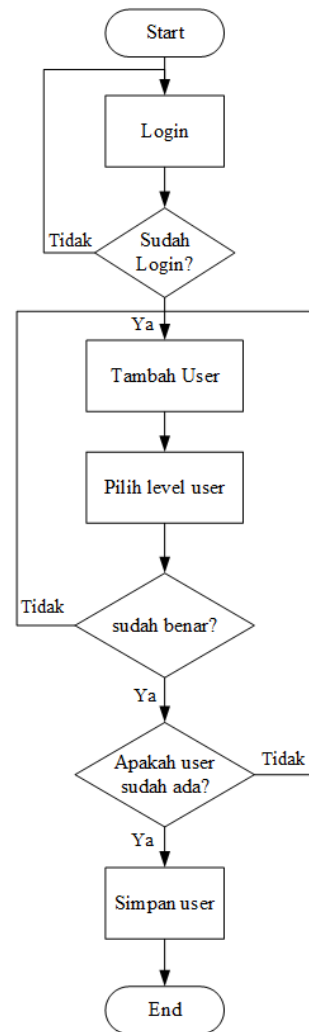 Start
Login
Tidak
Sudah
Login?
Ya
Tambah User
Pilih level user
Tidak
sudah benar?
Ya
Apakah user
sudah ada?
Tidak
Ya
Simpan user
End